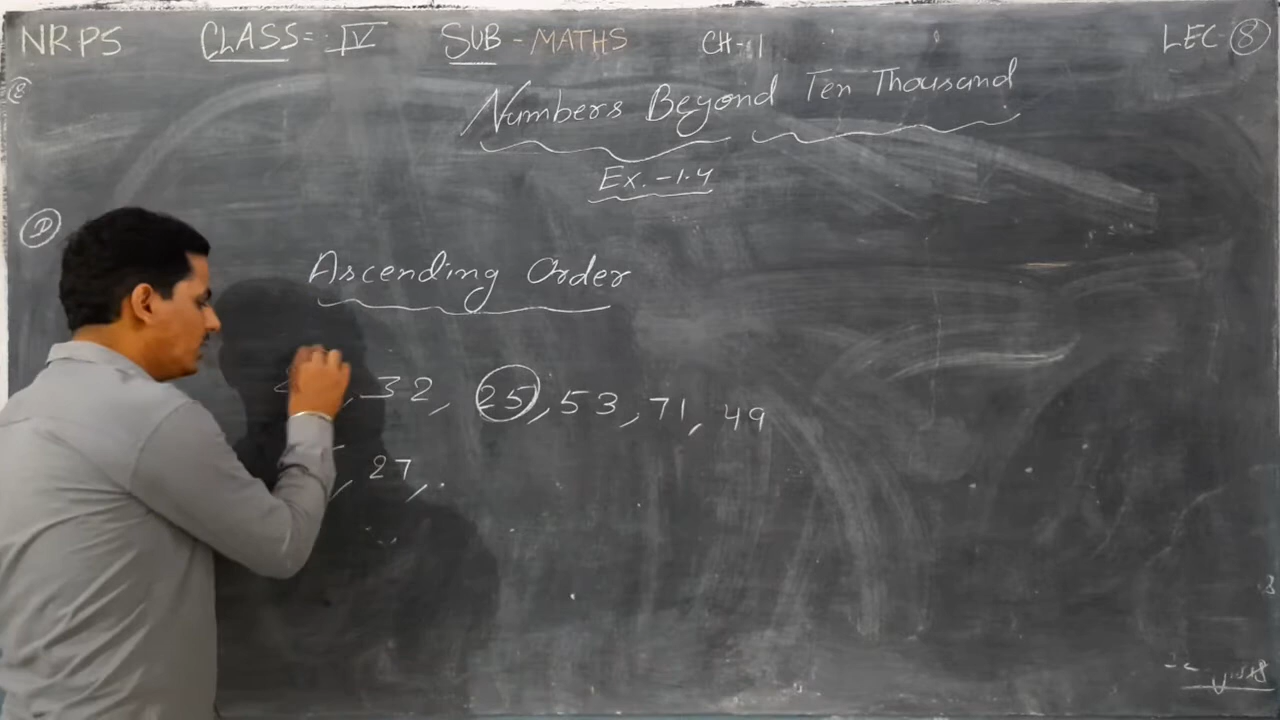 NRPS CLASS= IV SUB - MATHS CH-1 LEC 8
Numbers Beyond Ten Thousand
Ex. -1.4
D
Ascending Order
, 32, 25, 53, 71, 49
, 27,